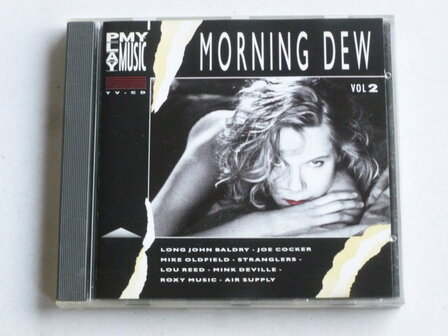 PLAY MY MUSIC
TV·CD
MORNING DEW
VOL 2
LONG JOHN BALDRY · JOE COCKER
MIKE OLDFIELD · STRANGLERS ·
LOU REED · MINK DEVILLE ·
ROXY MUSIC · AIR SUPPLY